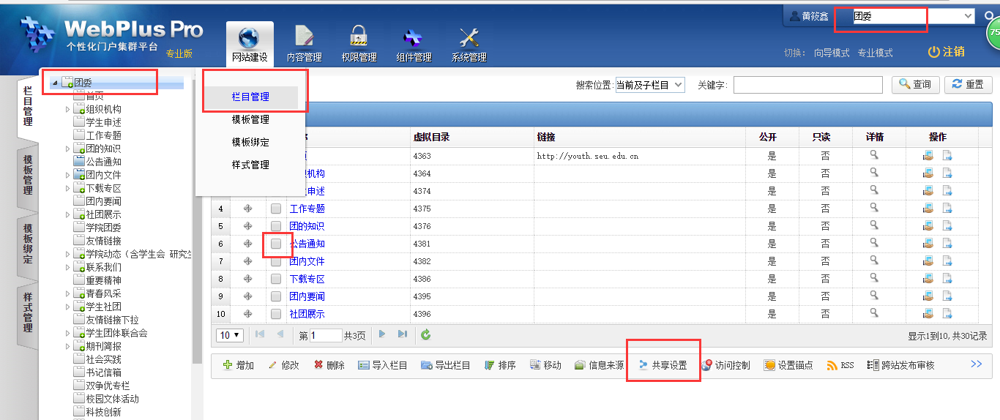 WebPlus Pro
个性化门户集群平台 专业版
网站建设 内容管理 权限管理 组件管理 系统管理
黄筱鑫 团委
75
切换： 向导模式 专业模式 注销
栏目管理
模板管理
模板绑定
样式管理
团委
首页
组织机构
学生申述
工作专题
团的知识
公告通知
团内文件
下载专区
团内要闻
社团展示
学院团委
友情链接
学院动态（含学生会 研究生
联系我们
重要精神
青春风采
学生社团
友情链接下拉
学生团体联合会
期刊简报
社会实践
书记信箱
双争优专栏
校园文体活动
科技创新
栏目管理
模板管理
模板绑定
样式管理
搜索位置: 当前及子栏目 关键字: 查询 重置
虚拟目录 链接 公开 只读 详情 操作
4363 http://youth.seu.edu.cn 是 否
织机构 4364 是 否
申述 4374 是 否
4 工作专题 4375 是 否
5 团的知识 4376 是 否
6 公告通知 4381 是 否
7 团内文件 4382 是 否
8 下载专区 4386 是 否
9 团内要闻 4395 是 否
10 社团展示 4396 是 否
10 第 1 共3页 显示1到10, 共30记录
增加 修改 删除 导入栏目 导出栏目 排序 移动 信息来源 共享设置 访问控制 设置锚点 RSS 跨站发布审核 >>